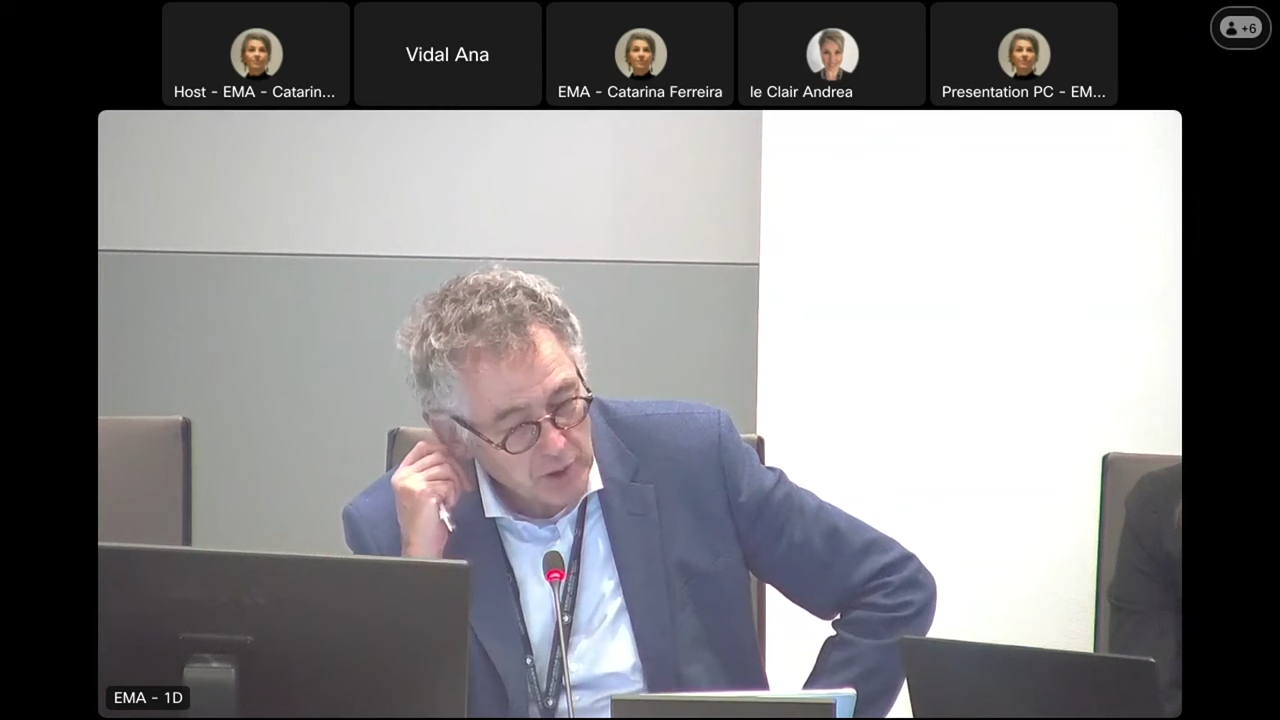 Host - EMA - Catarin...
Vidal Ana
EMA - Catarina Ferreira
le Clair Andrea
Presentation PC - EM...
+6
EMA - 1D